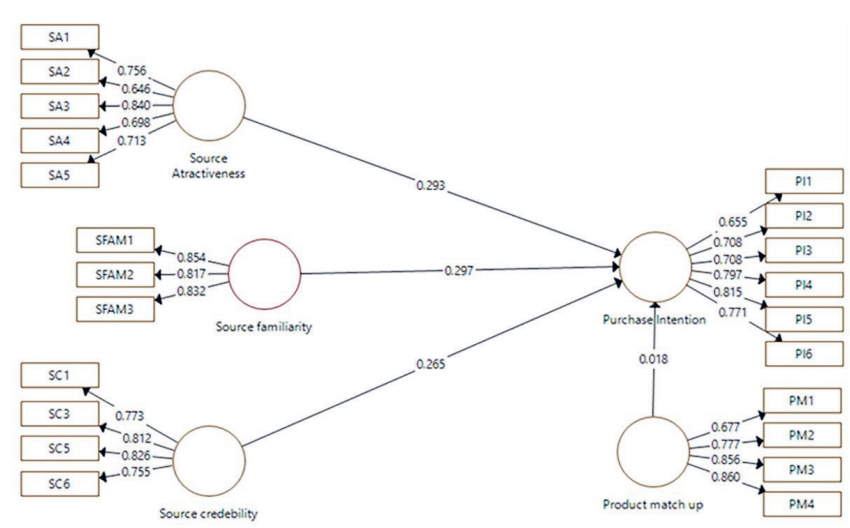 SA1
0.756
SA2
0.646
SA3
0.840
SA4
0.698
SA5
0.713
Source
Atractiveness
0.293
SFAM1
0.854
SFAM2
0.817
SFAM3
0.832
Source familiarity
0.297
SC1
0.773
SC3
0.812
SC5
0.826
SC6
0.755
Source credebility
0.265
Purchase Intention
PI1
0.655
PI2
0.708
PI3
0.708
PI4
0.797
PI5
0.815
PI6
0.771
0.018
Product match up
PM1
0.677
PM2
0.777
PM3
0.856
PM4
0.860